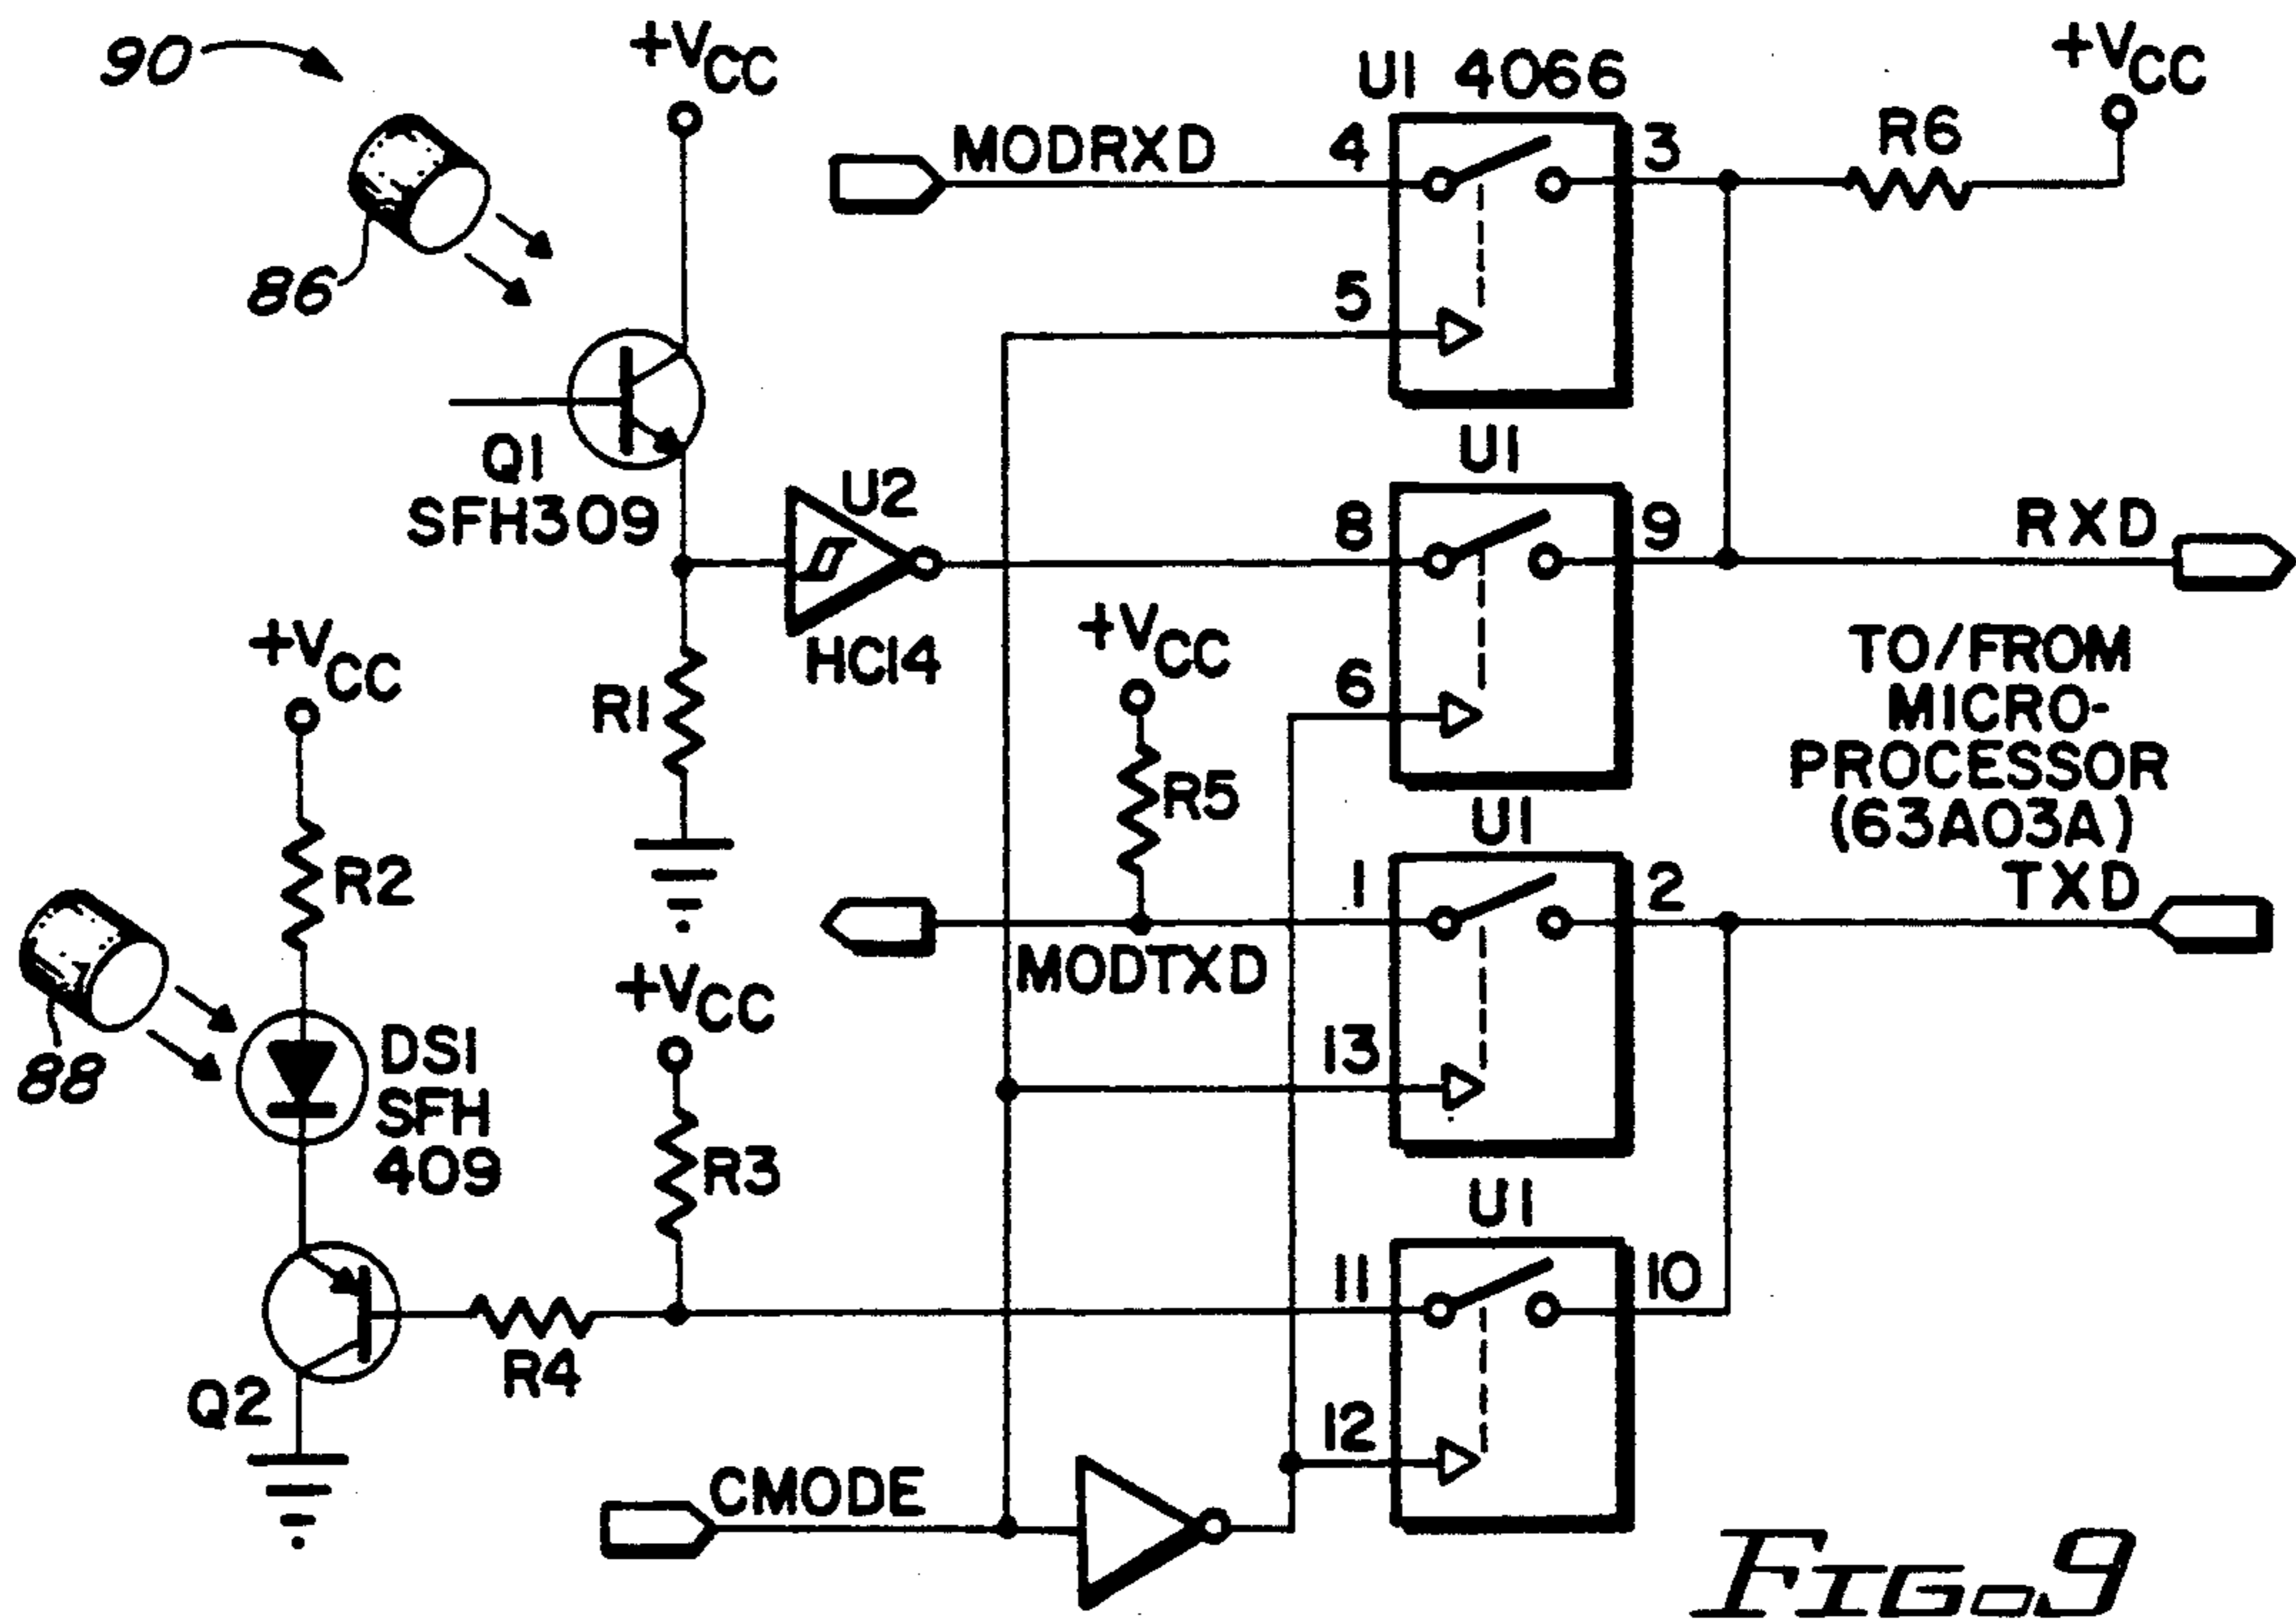 90
+VCC
U1 4066
+VCC
MODRXD
4
3
R6
86
5
Q1
SFH309
U2
HC14
U1
8
9
RXD
+VCC
+VCC
6
TO/FROM
MICRO-
PROCESSOR
(63A03A)
R1
R5
U1
R2
1
2
TXD
MODTXD
88
DS1
SFH
409
+VCC
13
R3
U1
11
10
R4
Q2
12
CMODE
FIG. 9